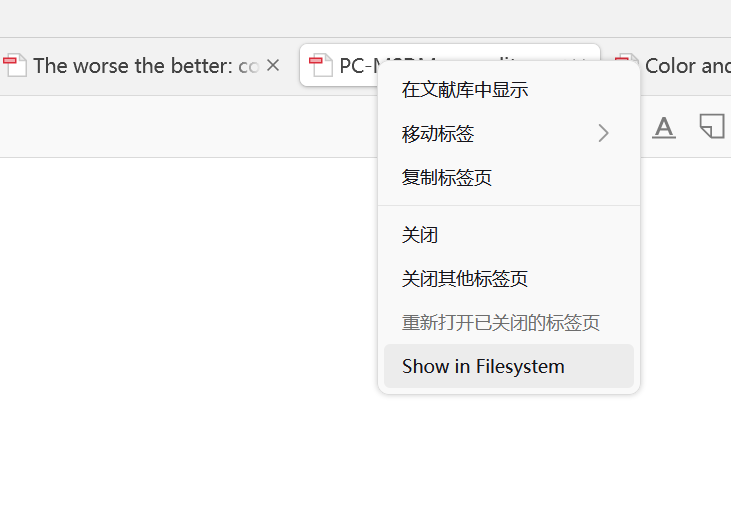 The worse the better: co
Color and
在文献库中显示
移动标签
复制标签页
关闭
关闭其他标签页
重新打开已关闭的标签页
Show in Filesystem